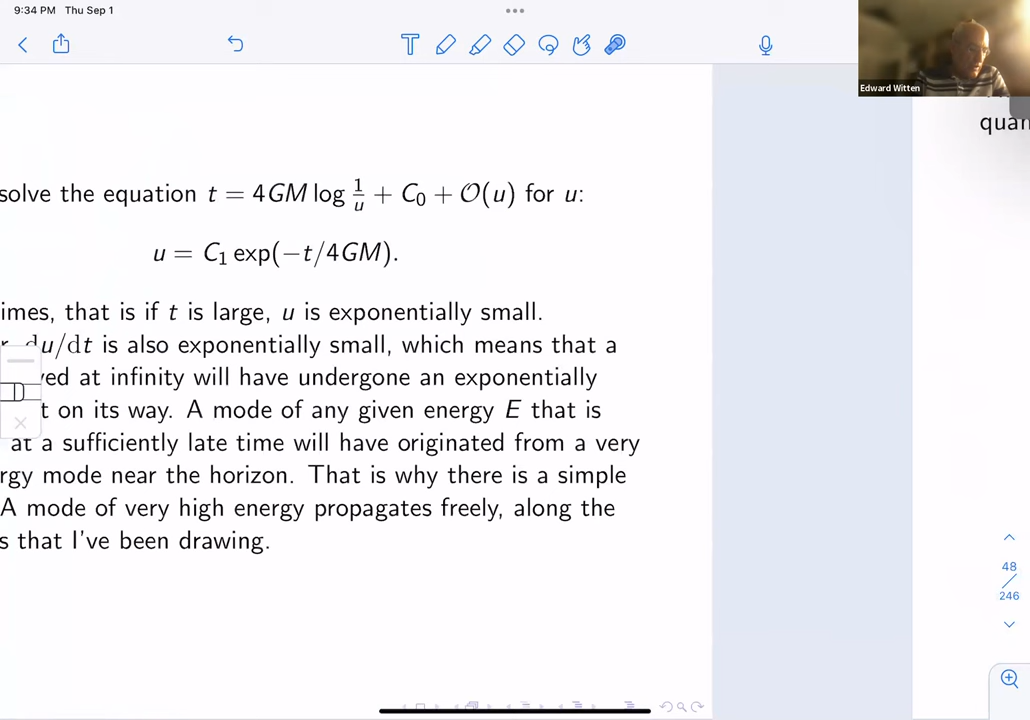 9:34 PM Thu Sep 1
Edward Witten
quan
solve the equation t = 4GM log 1/u + C₀ + 𝒪(u) for u:
u = C₁ exp(−t/4GM).
imes, that is if t is large, u is exponentially small.
r du/dt is also exponentially small, which means that a
ved at infinity will have undergone an exponentially
t on its way. A mode of any given energy E that is
at a sufficiently late time will have originated from a very
rgy mode near the horizon. That is why there is a simple
A mode of very high energy propagates freely, along the
s that I've been drawing.
48
246